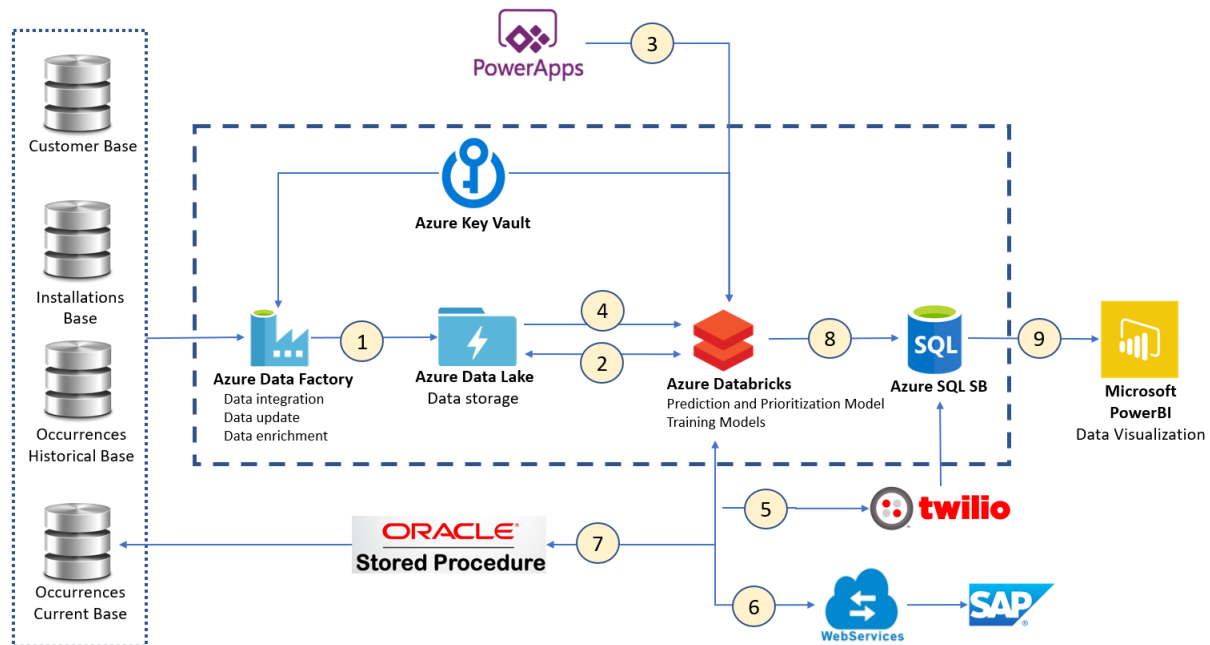 PowerApps
3
Customer Base
Azure Key Vault
Installations
Base
1
4
2
8
SQL
9
Azure Data Factory
Data integration
Data update
Data enrichment
Azure Data Lake
Data storage
Azure Databricks
Prediction and Prioritization Model
Training Models
Azure SQL SB
Microsoft
PowerBI
Data Visualization
Occurrences
Historical Base
5
twilio
ORACLE®
Stored Procedure
7
Occurrences
Current Base
6
WebServices
SAP®